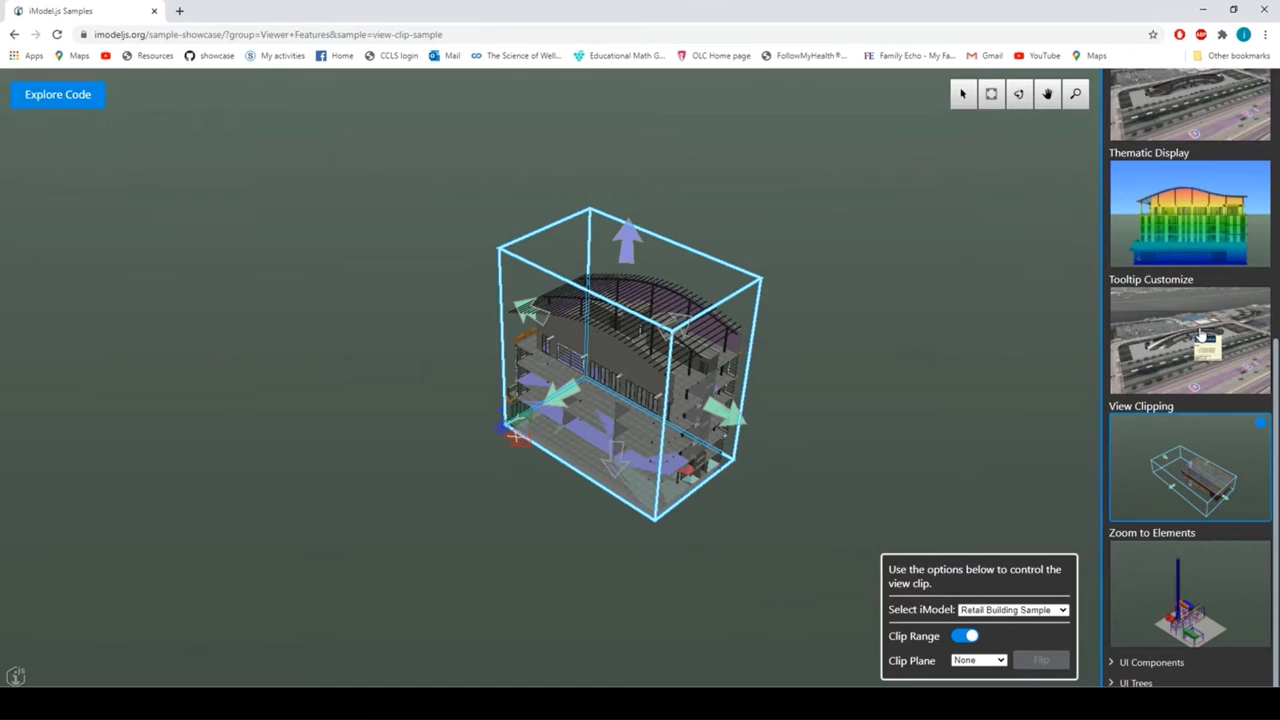 iModel.js Samples
imodeljs.org/sample-showcase/?group=Viewer+Features&sample=view-clip-sample
Apps
Maps
Resources
showcase
My activities
Home
CCLS login
Mail
The Science of Well...
Educational Math G...
OLC Home page
FollowMyHealth®...
Family Echo - My Fa...
Gmail
YouTube
Maps
Other bookmarks
Explore Code
Thematic Display
Tooltip Customize
View Clipping
Zoom to Elements
UI Components
UI Trees
Use the options below to control the
view clip.
Select iModel: Retail Building Sample
Clip Range
Clip Plane None Flip